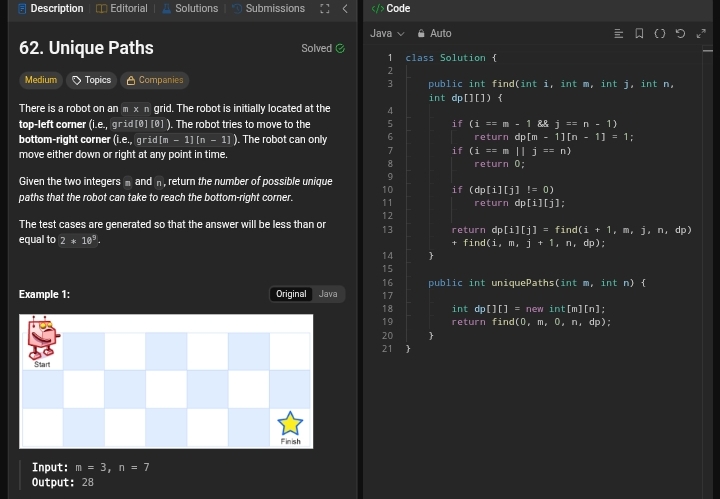 Description
Editorial
Solutions
Submissions
62. Unique Paths
Solved
Medium
Topics
Companies
There is a robot on an m x n grid. The robot is initially located at the
top-left corner (i.e., grid[0][0]). The robot tries to move to the
bottom-right corner (i.e., grid[m - 1][n - 1]). The robot can only
move either down or right at any point in time.
Given the two integers m and n, return the number of possible unique
paths that the robot can take to reach the bottom-right corner.
The test cases are generated so that the answer will be less than or
equal to 2 * 10⁹.
Example 1:
Original
Java
Start
Finish
Input: m = 3, n = 7
Output: 28
</> Code
Java
Auto
1 class Solution {
2
3     public int find(int i, int m, int j, int n,
int dp[][]) {
4
5         if (i == m - 1 && j == n - 1)
6             return dp[m - 1][n - 1] = 1;
7         if (i == m || j == n)
8             return 0;
9
10         if (dp[i][j] != 0)
11             return dp[i][j];
12
13         return dp[i][j] = find(i + 1, m, j, n, dp)
+ find(i, m, j + 1, n, dp);
14     }
15
16     public int uniquePaths(int m, int n) {
17
18         int dp[][] = new int[m][n];
19         return find(0, m, 0, n, dp);
20     }
21 }